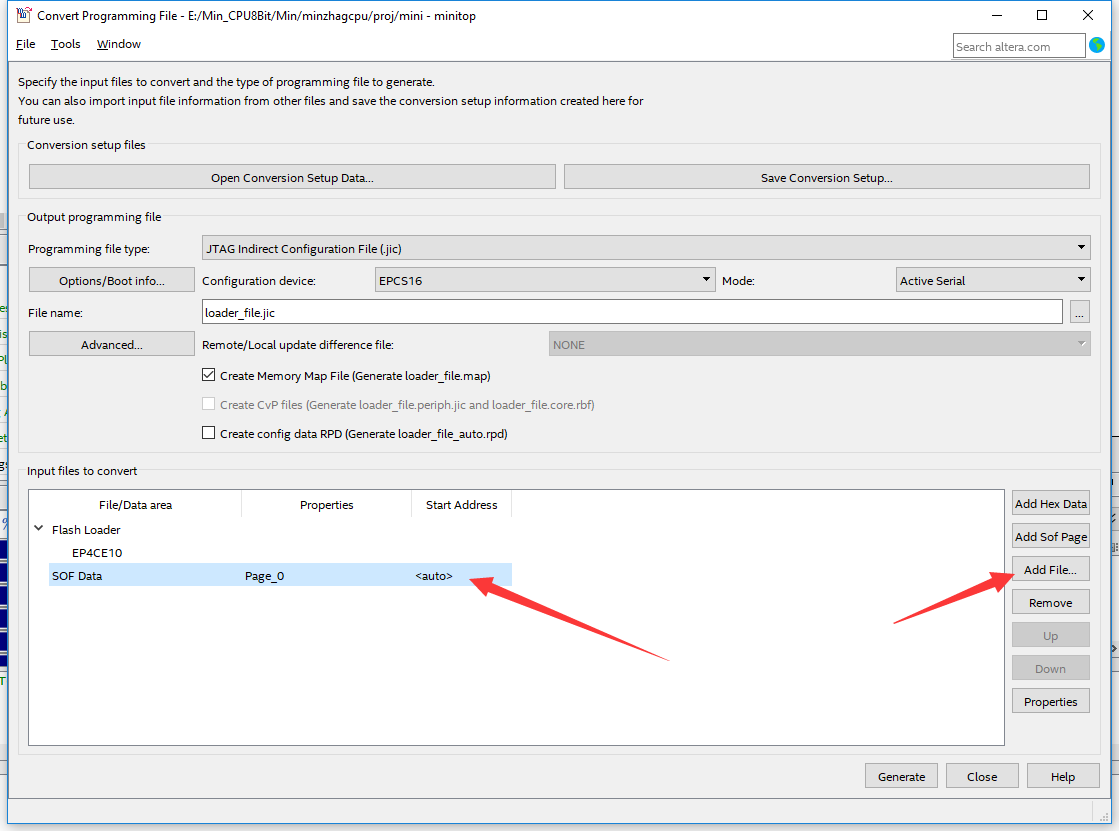 Convert Programming File - E:/Min_CPU8Bit/Min/minzhagcpu/proj/mini - minitop
File Tools Window
Search altera.com
Specify the input files to convert and the type of programming file to generate.
You can also import input file information from other files and save the conversion setup information created here for
future use.
Conversion setup files
Open Conversion Setup Data...
Save Conversion Setup...
Output programming file
Programming file type:
JTAG Indirect Configuration File (.jic)
Options/Boot info...
Configuration device:
EPCS16
Mode:
Active Serial
File name:
loader_file.jic
...
Advanced...
Remote/Local update difference file:
NONE
Create Memory Map File (Generate loader_file.map)
Create CvP files (Generate loader_file.periph.jic and loader_file.core.rbf)
Create config data RPD (Generate loader_file_auto.rpd)
Input files to convert
File/Data area Properties Start Address
Flash Loader
EP4CE10
SOF Data Page_0 <auto>
Add Hex Data
Add Sof Page
Add File...
Remove
Up
Down
Properties
Generate
Close
Help